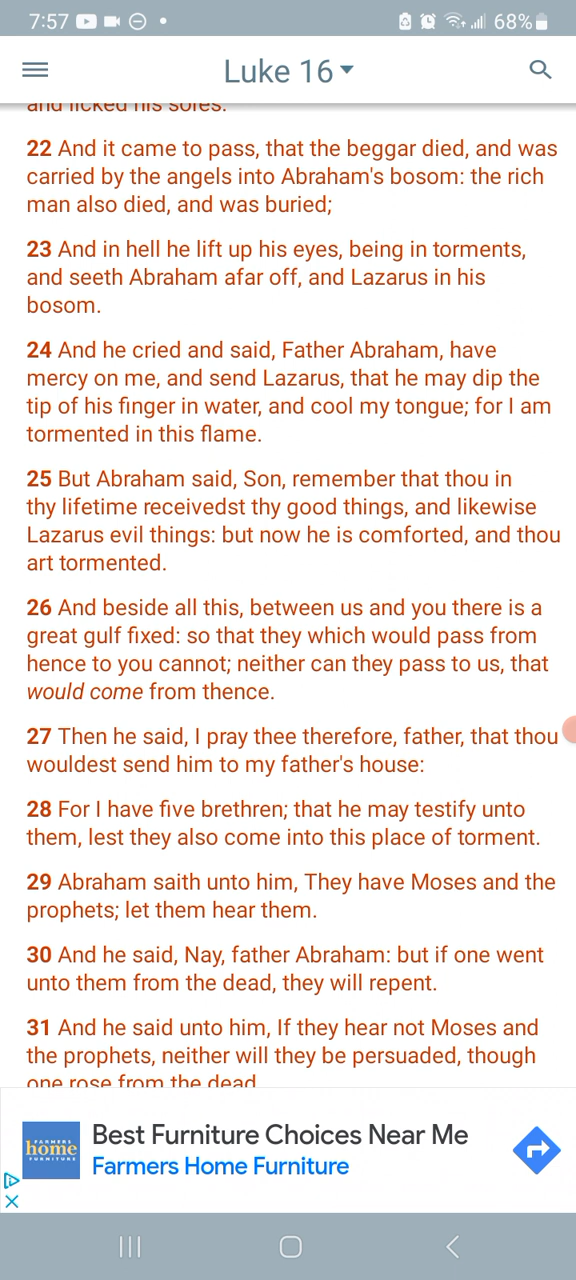 7:57
68%
Luke 16
and licked his sores.
22 And it came to pass, that the beggar died, and was
carried by the angels into Abraham's bosom: the rich
man also died, and was buried;
23 And in hell he lift up his eyes, being in torments,
and seeth Abraham afar off, and Lazarus in his
bosom.
24 And he cried and said, Father Abraham, have
mercy on me, and send Lazarus, that he may dip the
tip of his finger in water, and cool my tongue; for I am
tormented in this flame.
25 But Abraham said, Son, remember that thou in
thy lifetime receivedst thy good things, and likewise
Lazarus evil things: but now he is comforted, and thou
art tormented.
26 And beside all this, between us and you there is a
great gulf fixed: so that they which would pass from
hence to you cannot; neither can they pass to us, that
would come from thence.
27 Then he said, I pray thee therefore, father, that thou
wouldest send him to my father's house:
28 For I have five brethren; that he may testify unto
them, lest they also come into this place of torment.
29 Abraham saith unto him, They have Moses and the
prophets; let them hear them.
30 And he said, Nay, father Abraham: but if one went
unto them from the dead, they will repent.
31 And he said unto him, If they hear not Moses and
the prophets, neither will they be persuaded, though
one rose from the dead
FARMERS
home
FURNITURE
Best Furniture Choices Near Me
Farmers Home Furniture